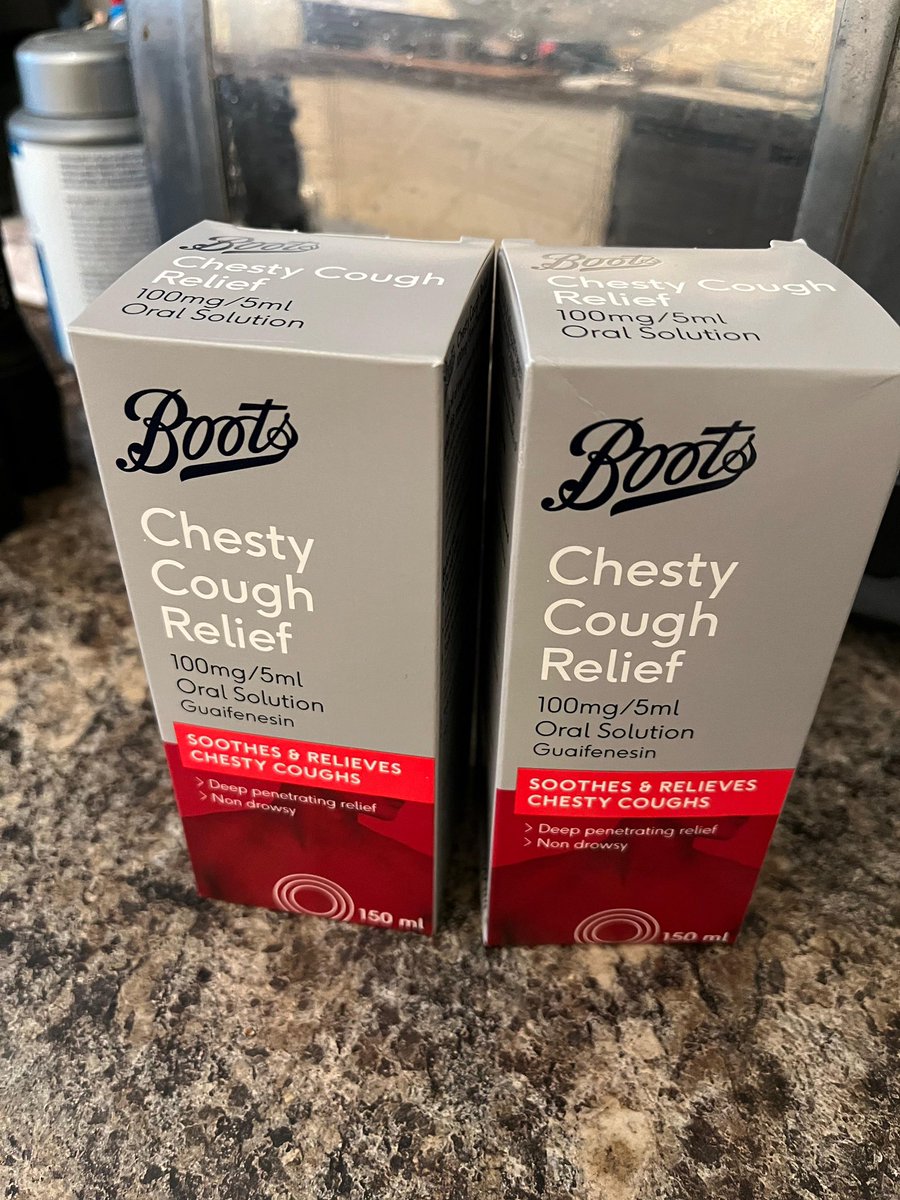 Boots
Chesty Cough
Relief
100mg/5ml
Oral Solution
Boots
Chesty
Cough
Relief
100mg/5ml
Oral Solution
Guaifenesin
SOOTHES & RELIEVES
CHESTY COUGHS
> Deep penetrating relief
> Non drowsy
150 ml
Boots
Chesty Cough
Relief
100mg/5ml
Oral Solution
Boots
Chesty
Cough
Relief
100mg/5ml
Oral Solution
Guaifenesin
SOOTHES & RELIEVES
CHESTY COUGHS
> Deep penetrating relief
> Non drowsy
150 ml